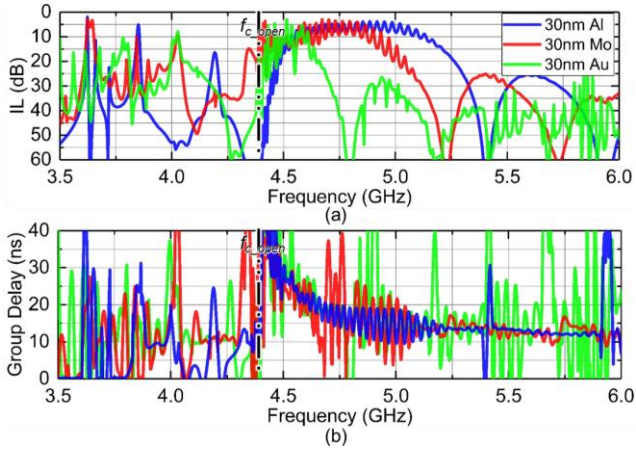 f_c_open
0
10
20
30
40
50
60
IL (dB)
30nm Al
30nm Mo
30nm Au
3.5 4.0 4.5 5.0 5.5 6.0
Frequency (GHz)
(a)
f_c_open
40
30
20
10
0
Group Delay (ns)
3.5 4.0 4.5 5.0 5.5 6.0
Frequency (GHz)
(b)